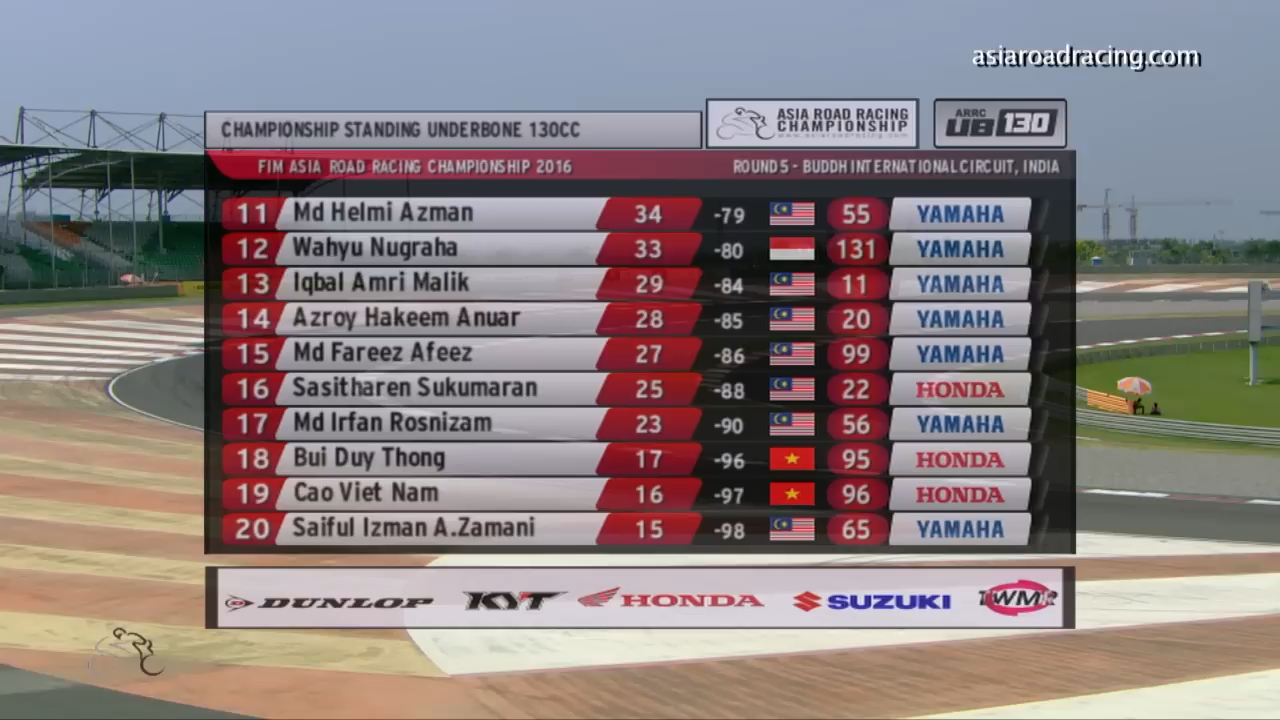 asiaroadracing.com
CHAMPIONSHIP STANDING UNDERBONE 130CC
ASIA ROAD RACING
CHAMPIONSHIP
www.asiaroadracing.com
ARRC
UB 130
FIM ASIA ROAD RACING CHAMPIONSHIP 2016 ROUND 5 - BUDDH INTERNATIONAL CIRCUIT, INDIA
11 Md Helmi Azman 34 -79 55 YAMAHA
12 Wahyu Nugraha 33 -80 131 YAMAHA
13 Iqbal Amri Malik 29 -84 11 YAMAHA
14 Azroy Hakeem Anuar 28 -85 20 YAMAHA
15 Md Fareez Afeez 27 -86 99 YAMAHA
16 Sasitharen Sukumaran 25 -88 22 HONDA
17 Md Irfan Rosnizam 23 -90 56 YAMAHA
18 Bui Duy Thong 17 -96 95 HONDA
19 Cao Viet Nam 16 -97 96 HONDA
20 Saiful Izman A.Zamani 15 -98 65 YAMAHA
DUNLOP KYT HONDA SUZUKI TWMR